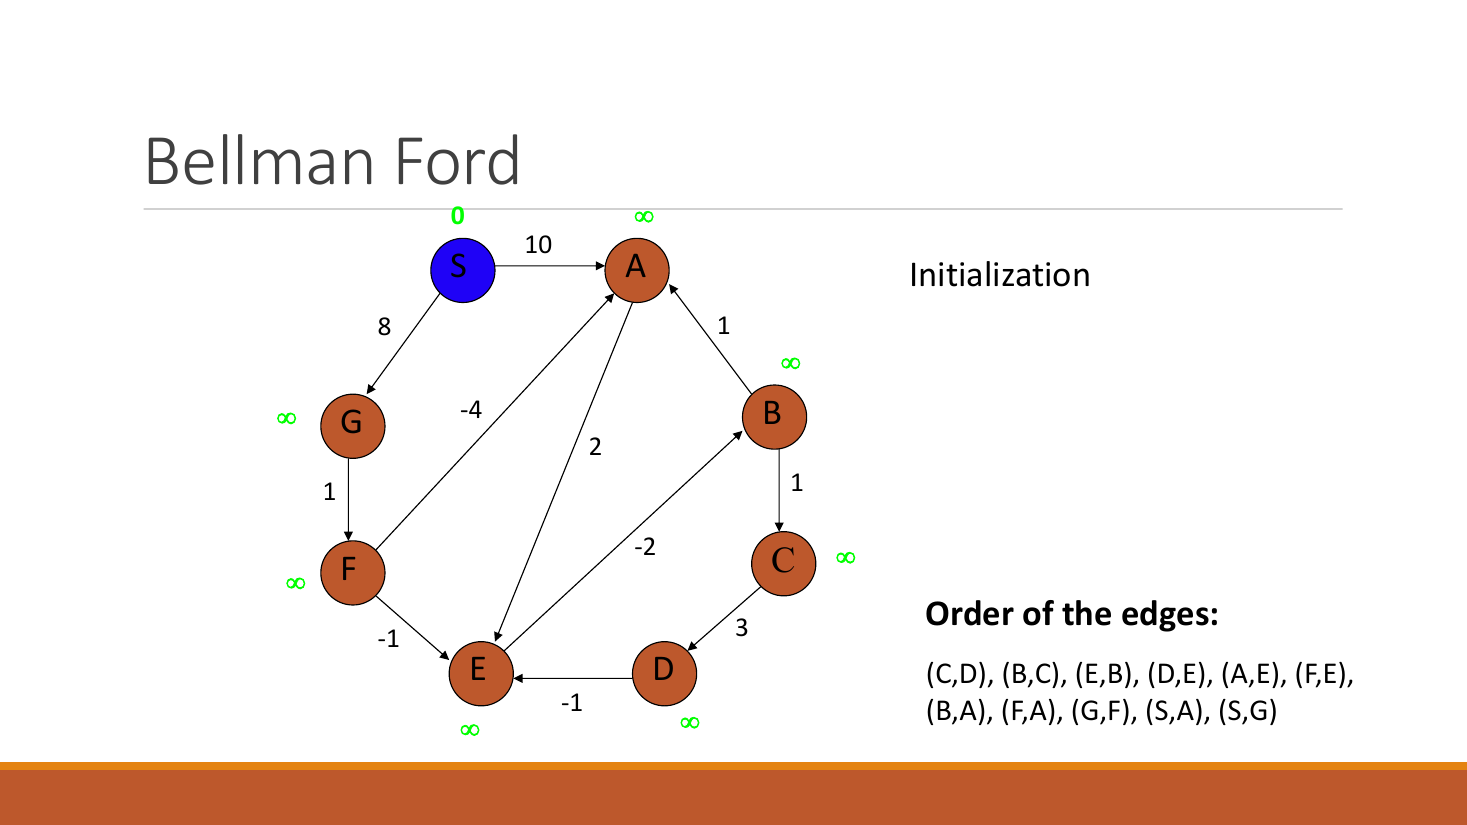 Bellman Ford
0
∞
10
S
A
Initialization
8
1
∞
-4
G
∞
B
2
1
1
-2
F
C
∞
∞
Order of the edges:
-1
3
E
D
(C,D), (B,C), (E,B), (D,E), (A,E), (F,E),
-1
(B,A), (F,A), (G,F), (S,A), (S,G)
∞
∞